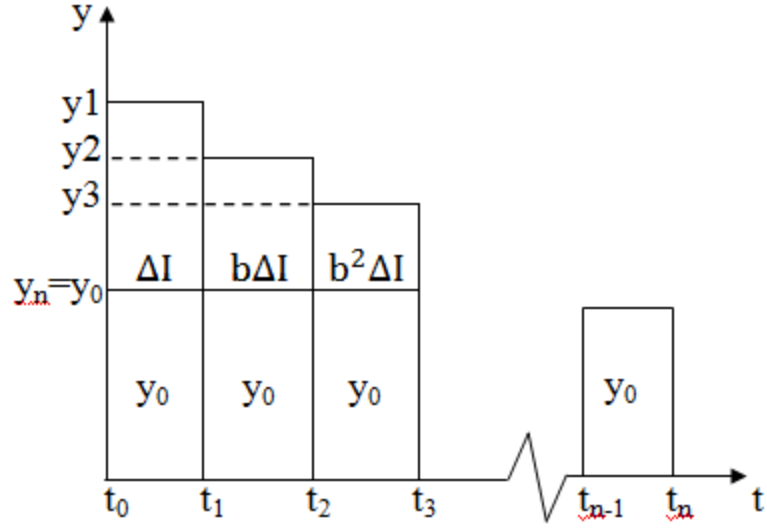 y
y1
y2
y3
ΔI bΔI b²ΔI
yₙ=y₀
y₀ y₀ y₀ y₀
t₀ t₁ t₂ t₃ tₙ₋₁ tₙ t